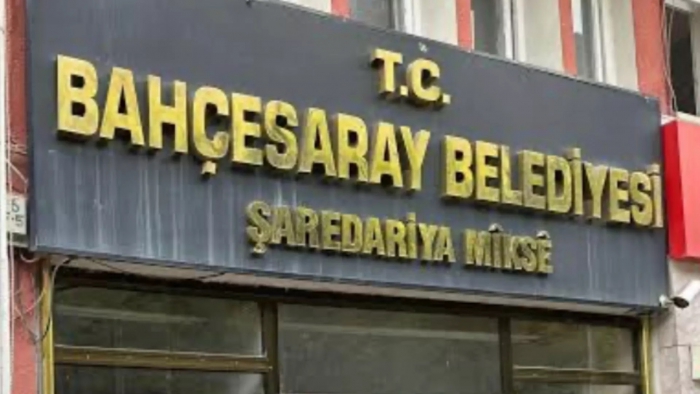 T.C.
BAHÇESARAY BELEDİYESİ
ŞAREDARİYA MÎKSÊ